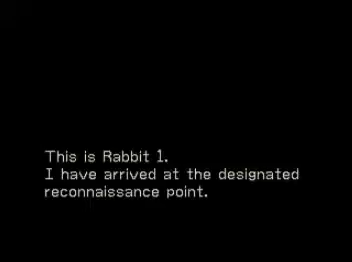 This is Rabbit 1.
I have arrived at the designated
reconnaissance point.